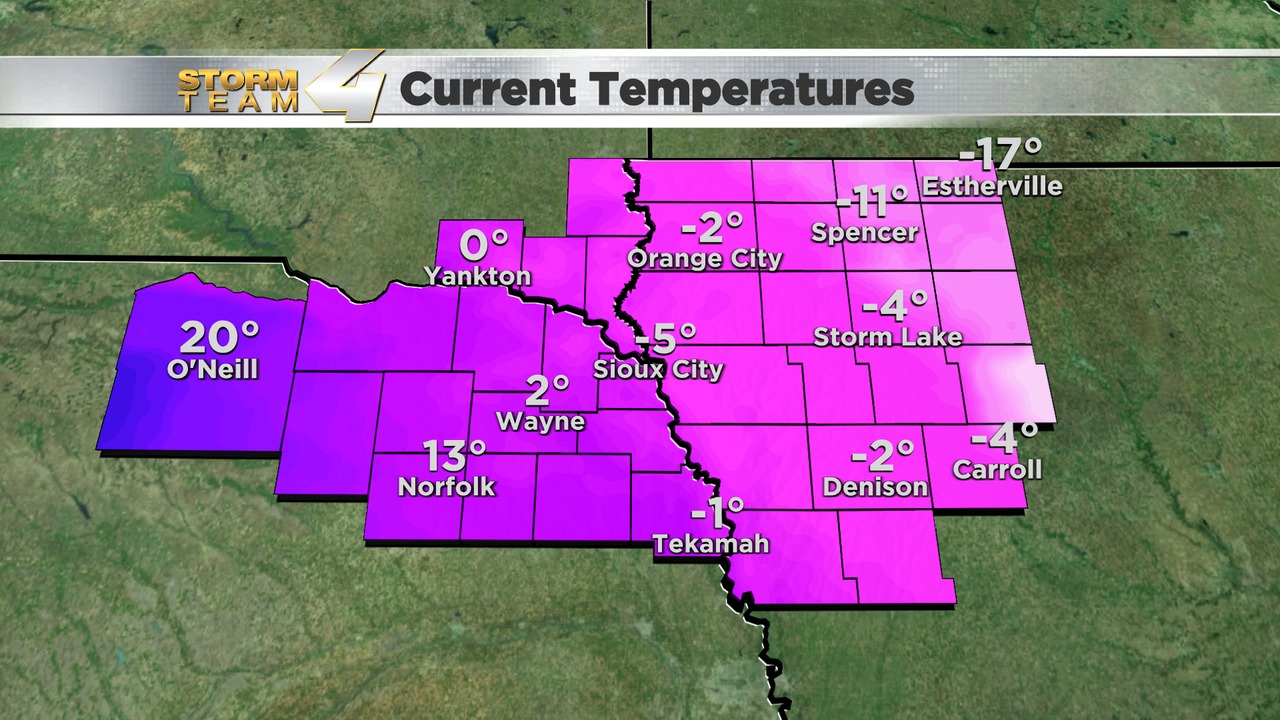 STORM
TEAM
4
Current Temperatures
-17°
Estherville
-11°
Spencer
-2°
Orange City
0°
Yankton
-4°
Storm Lake
20°
O'Neill
-5°
Sioux City
2°
Wayne
-4°
Carroll
13°
Norfolk
-2°
Denison
-1°
Tekamah